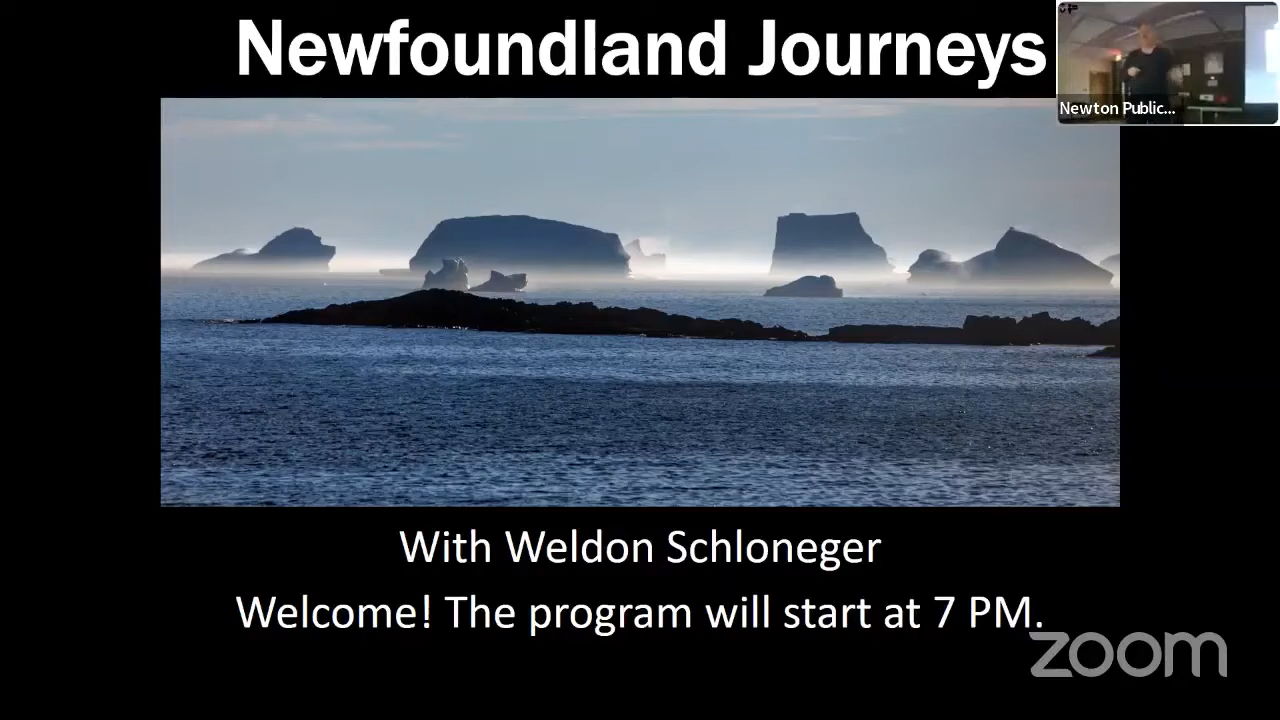 Newfoundland Journeys
Newton Public...
With Weldon Schloneger
Welcome! The program will start at 7 PM.
zoom